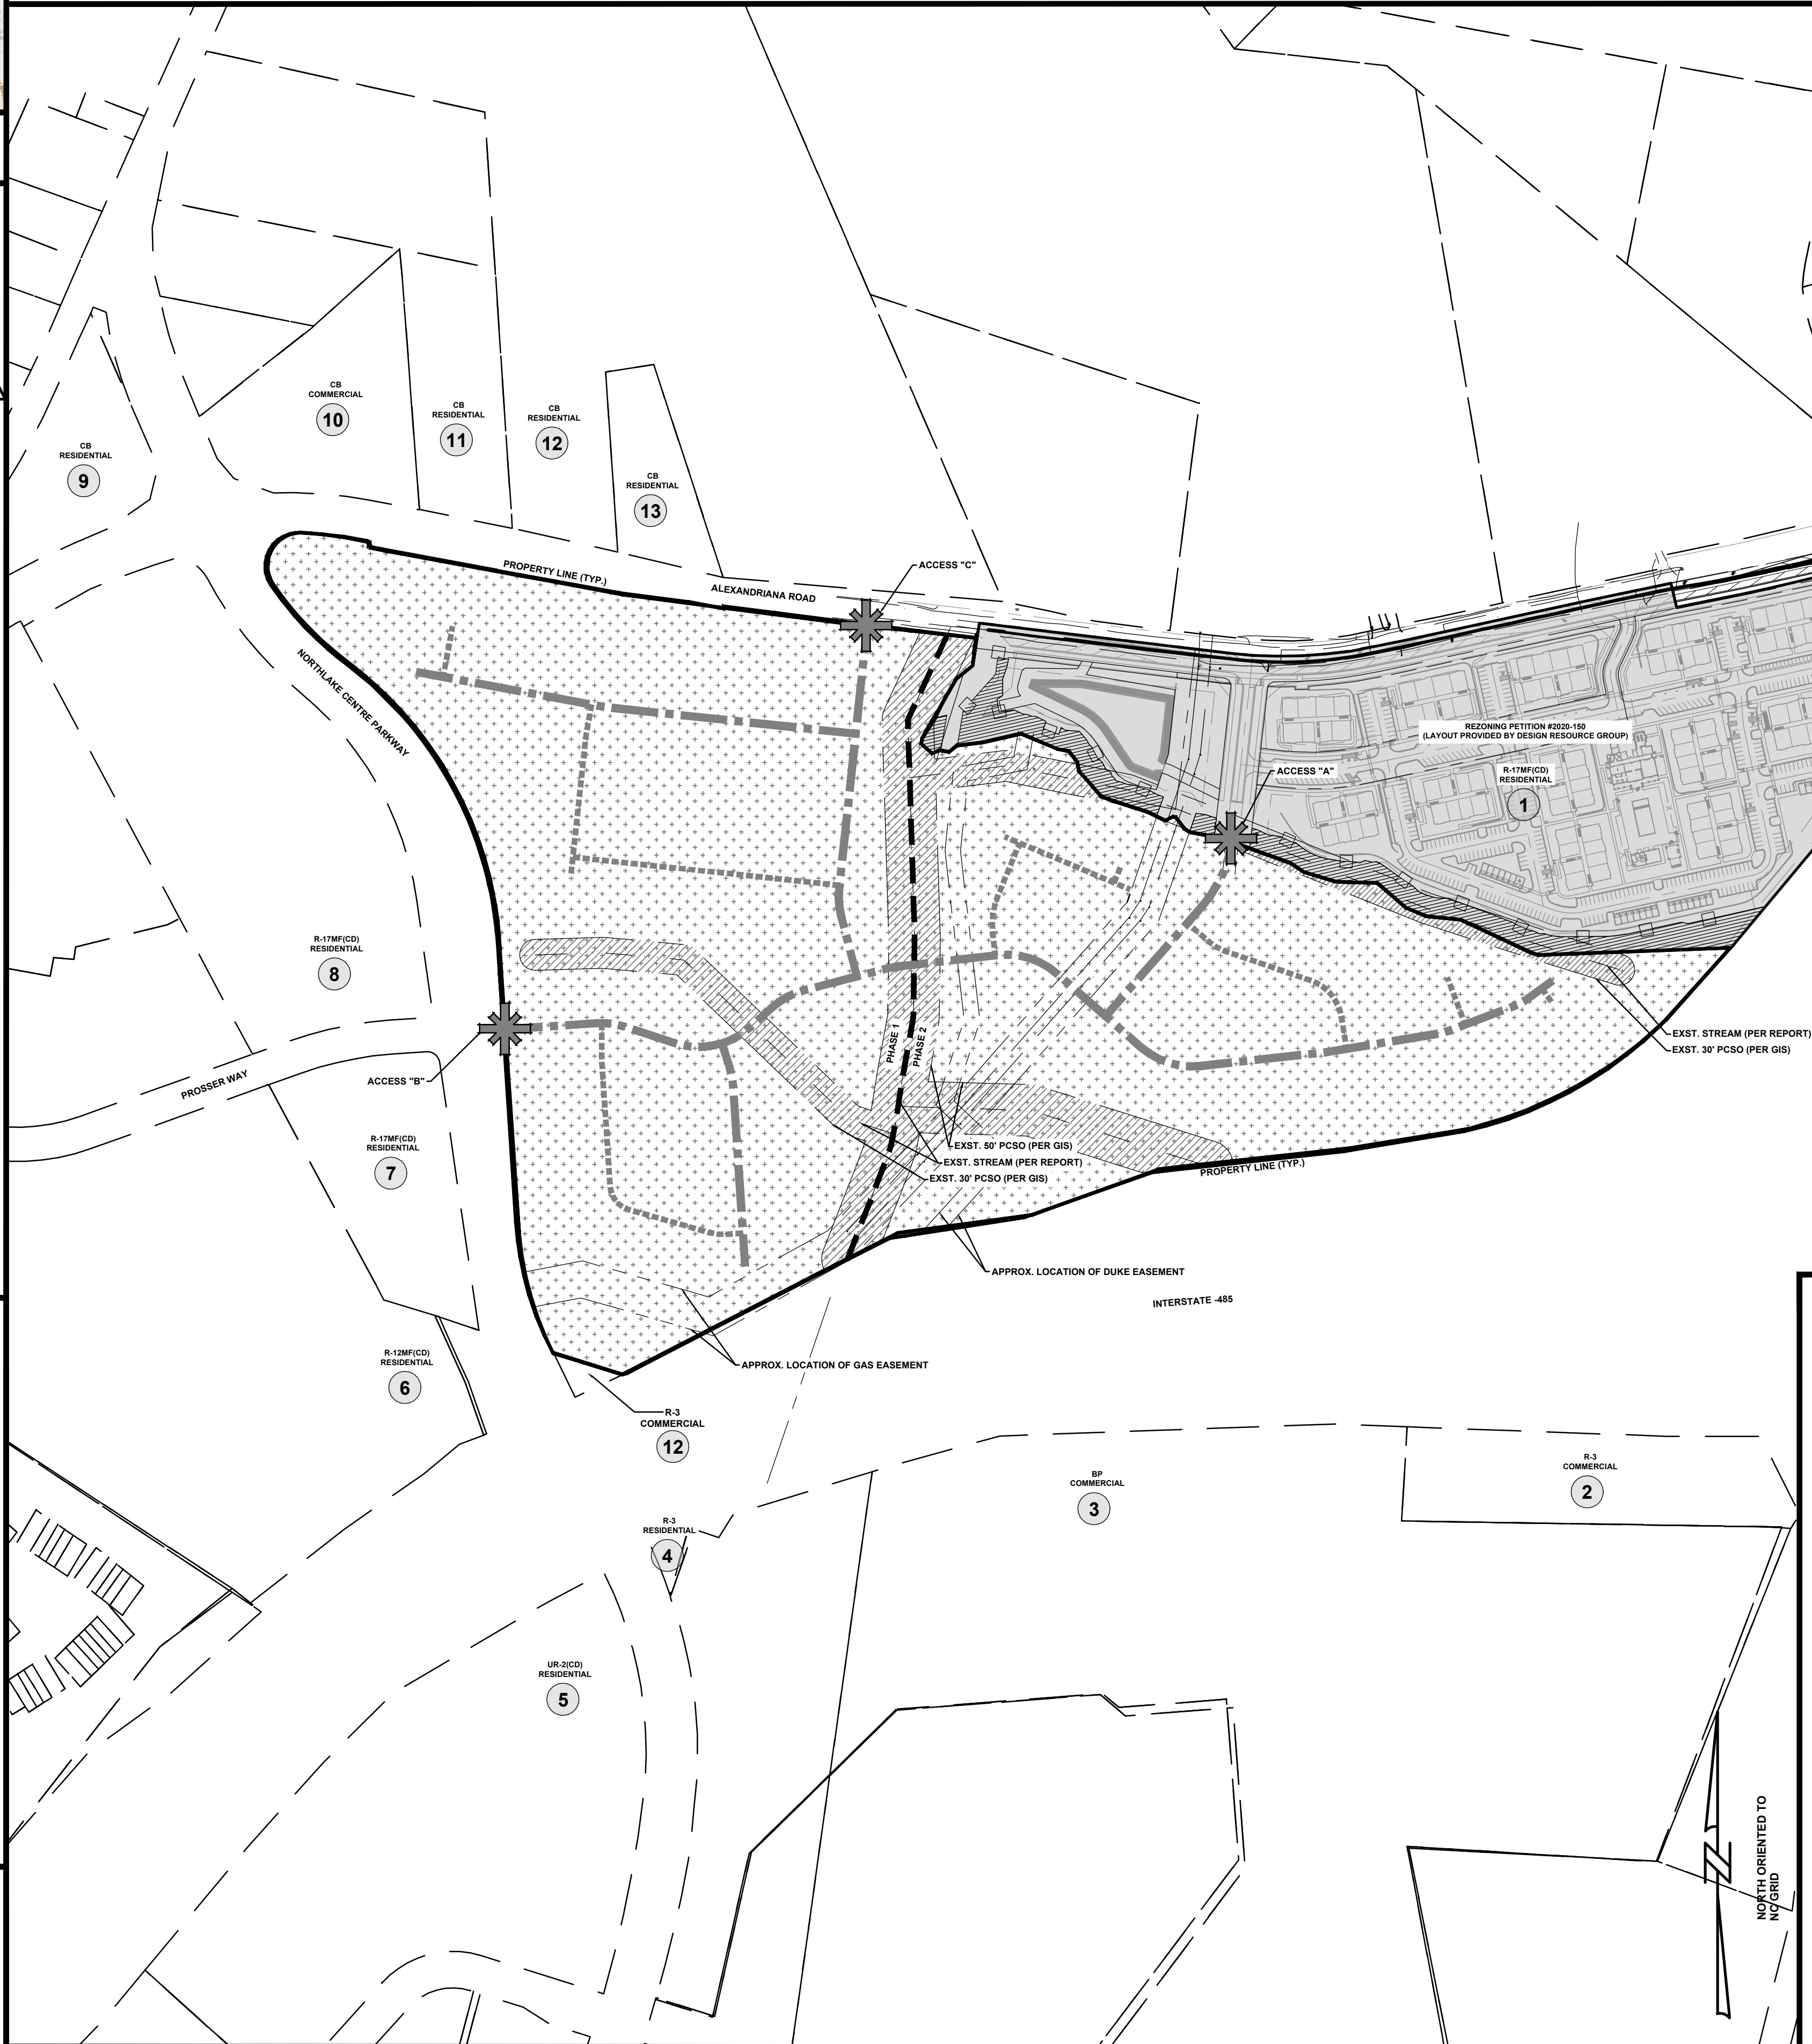 CB
COMMERCIAL
10
CB
RESIDENTIAL
11
CB
RESIDENTIAL
12
CB
RESIDENTIAL
9
CB
RESIDENTIAL
13
PROPERTY LINE (TYP.)
ALEXANDRIANA ROAD
ACCESS "C"
NORTHLAKE CENTRE PARKWAY
REZONING PETITION #2020-150
(LAYOUT PROVIDED BY DESIGN RESOURCE GROUP)
R-17MF(CD)
RESIDENTIAL
1
ACCESS "A"
R-17MF(CD)
RESIDENTIAL
8
PHASE 1
PHASE 2
EXST. STREAM (PER REPORT)
EXST. 30' PCSO (PER GIS)
PROSSER WAY
ACCESS "B"
R-17MF(CD)
RESIDENTIAL
7
EXST. 50' PCSO (PER GIS)
EXST. STREAM (PER REPORT)
EXST. 30' PCSO (PER GIS)
PROPERTY LINE (TYP.)
APPROX. LOCATION OF DUKE EASEMENT
INTERSTATE -485
R-12MF(CD)
RESIDENTIAL
6
APPROX. LOCATION OF GAS EASEMENT
R-3
COMMERCIAL
12
BP
COMMERCIAL
3
R-3
COMMERCIAL
2
R-3
RESIDENTIAL
4
UR-2(CD)
RESIDENTIAL
5
N
NORTH ORIENTED TO
NC GRID